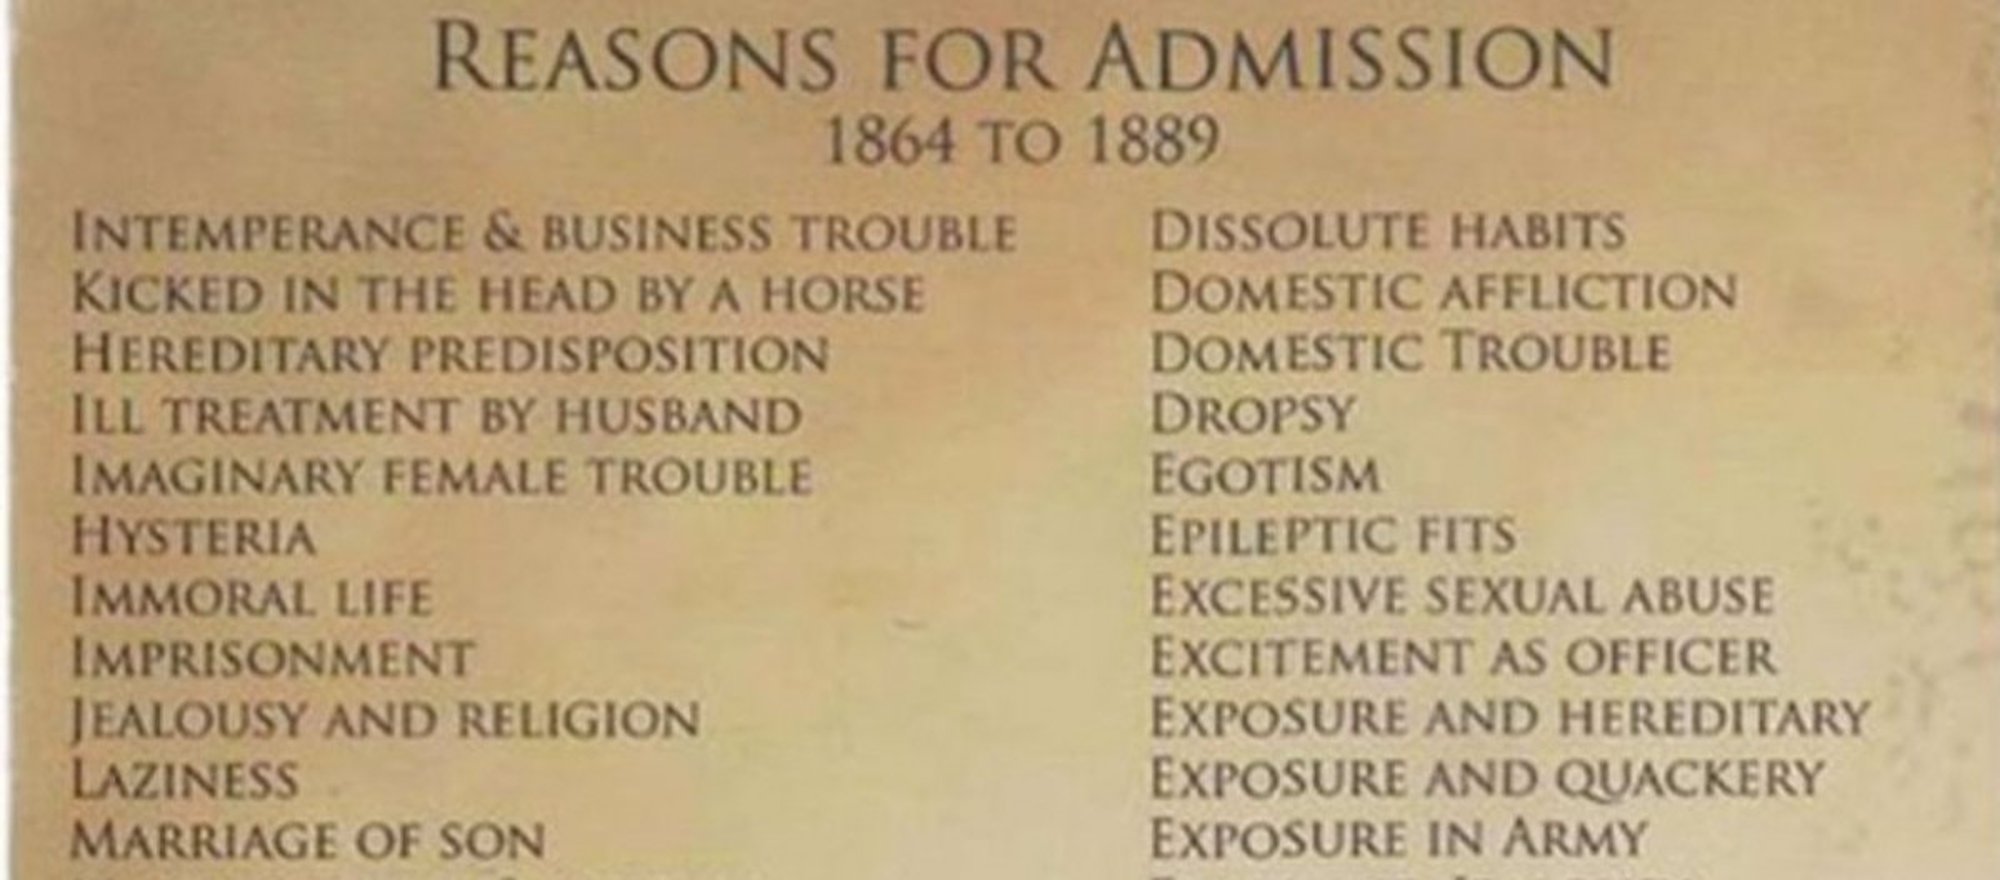 REASONS FOR ADMISSION
1864 TO 1889
INTEMPERANCE & BUSINESS TROUBLE
KICKED IN THE HEAD BY A HORSE
HEREDITARY PREDISPOSITION
ILL TREATMENT BY HUSBAND
IMAGINARY FEMALE TROUBLE
HYSTERIA
IMMORAL LIFE
IMPRISONMENT
JEALOUSY AND RELIGION
LAZINESS
MARRIAGE OF SON
DISSOLUTE HABITS
DOMESTIC AFFLICTION
DOMESTIC TROUBLE
DROPSY
EGOTISM
EPILEPTIC FITS
EXCESSIVE SEXUAL ABUSE
EXCITEMENT AS OFFICER
EXPOSURE AND HEREDITARY
EXPOSURE AND QUACKERY
EXPOSURE IN ARMY